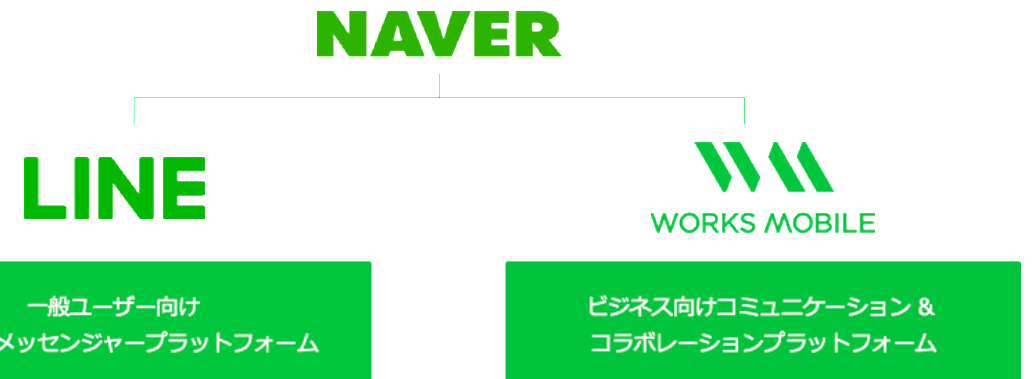 NAVER
LINE
WORKS MOBILE
一般ユーザー向け
メッセンジャープラットフォーム
ビジネス向けコミュニケーション &
コラボレーションプラットフォーム